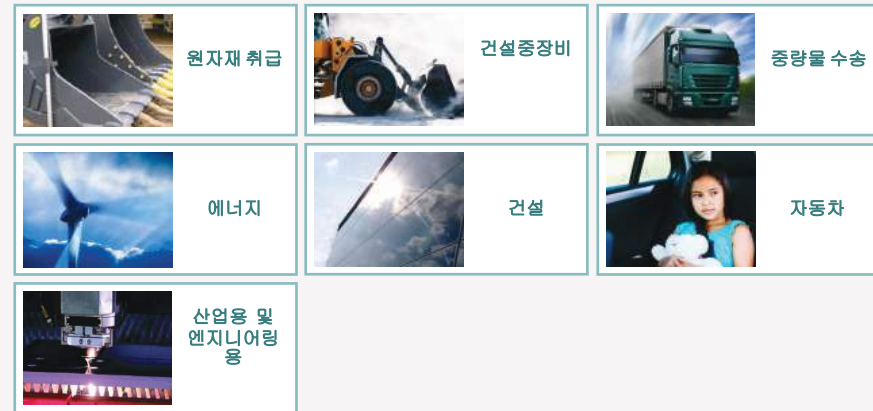 원자재 취급
건설중장비
중량물 수송
에너지
건설
자동차
산업용 및
엔지니어링
용